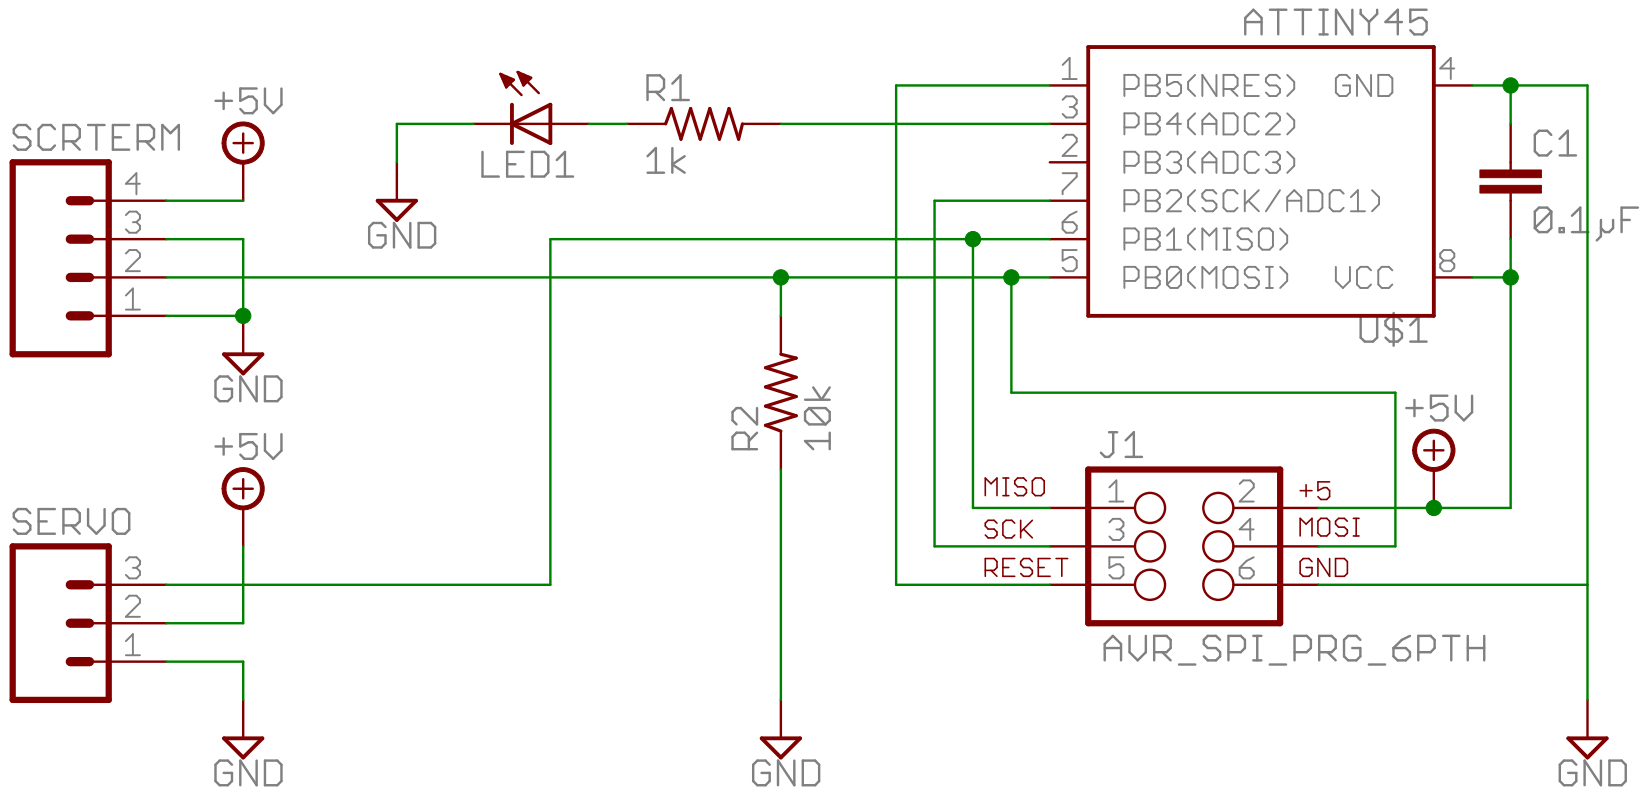 ATTINY45
1 PB5(NRES) GND 4
3 PB4(ADC2)
2 PB3(ADC3)
7 PB2(SCK/ADC1)
6 PB1(MISO)
5 PB0(MOSI) VCC 8
U$1
C1
0.1µF
+5V
SCRTERM
4
3
2
1
GND
LED1
R1
1k
GND
R2
10k
GND
+5V
SERVO
3
2
1
GND
J1
+5V
MISO 1 2 +5
SCK 3 4 MOSI
RESET 5 6 GND
AVR_SPI_PRG_6PTH
GND